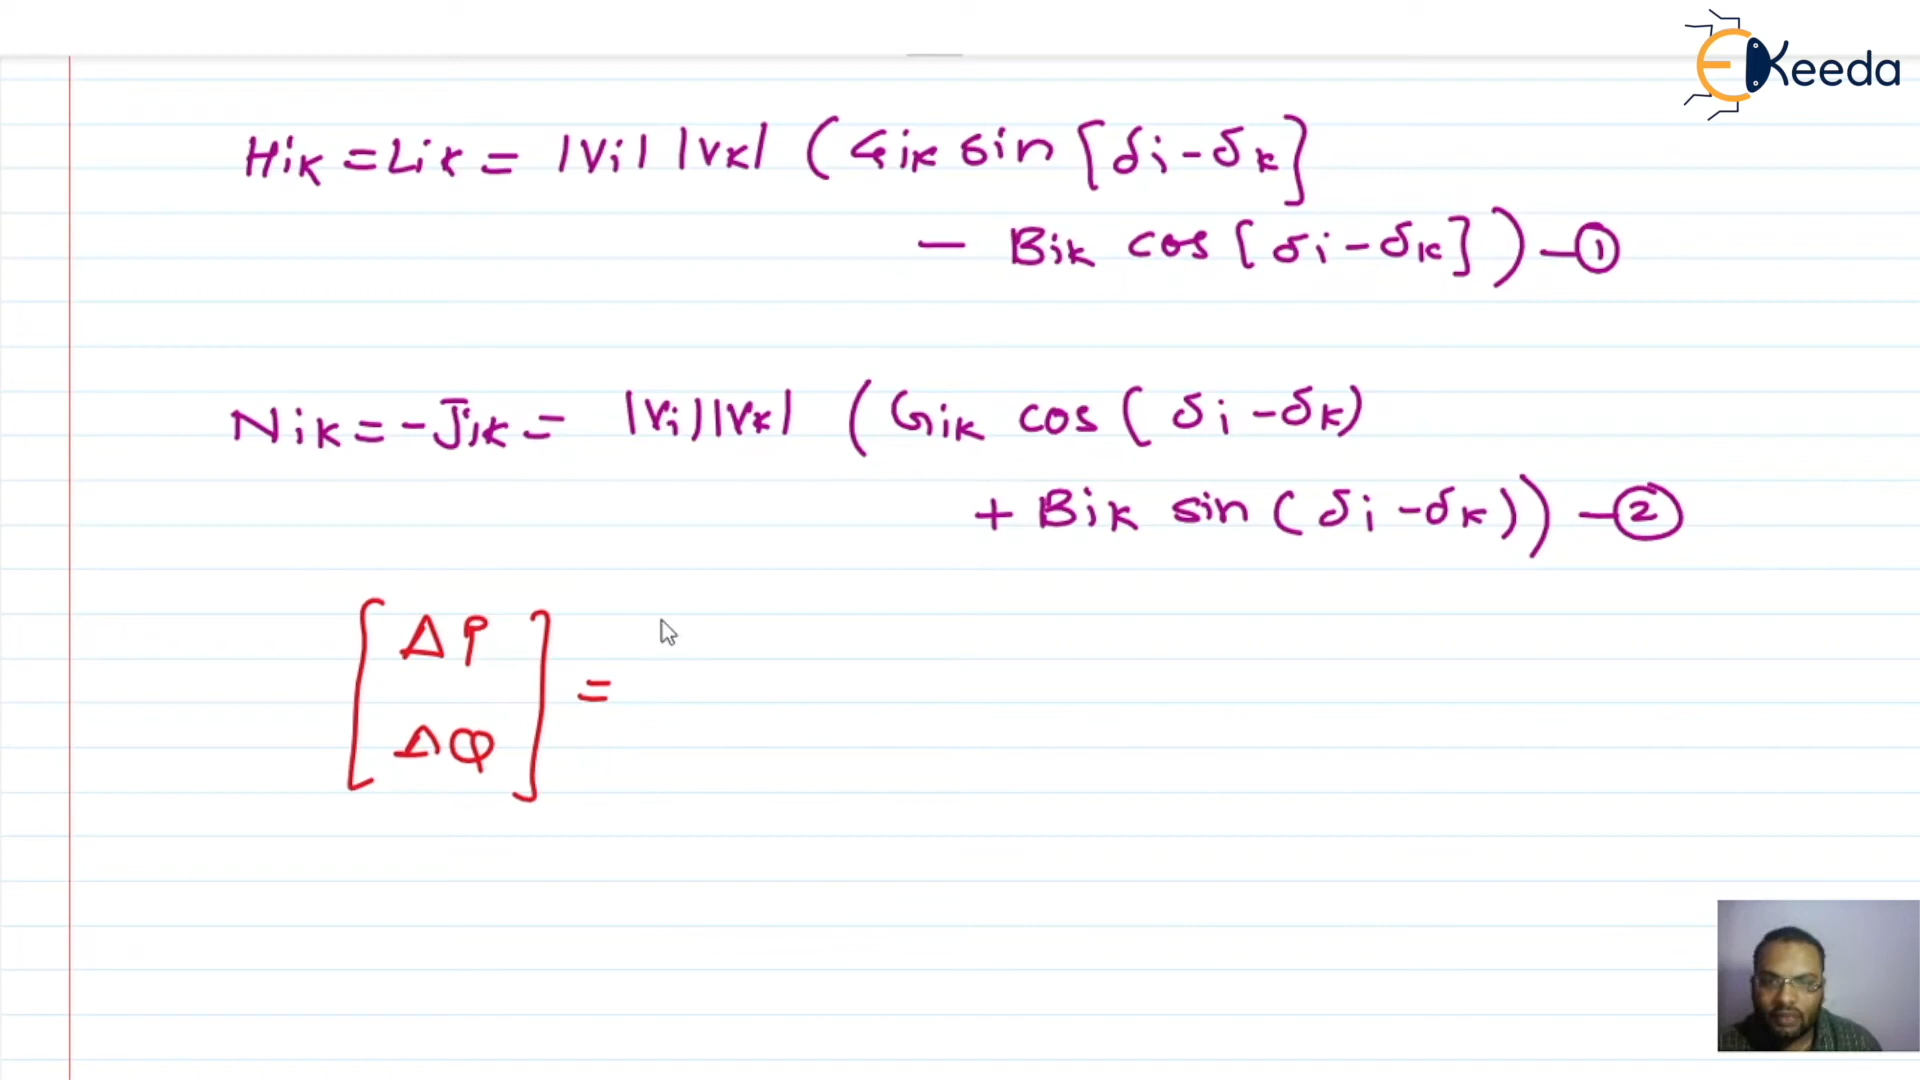 EKeeda
Hik = Lik = |Vi| |Vk| (Gik sin [δi-δk]
- Bik cos [δi-δk]) -①
Nik = -Jik = |Vi||Vk| (Gik cos (δi-δk)
+ Bik sin (δi-δk)) -②
[ΔP
ΔQ] =